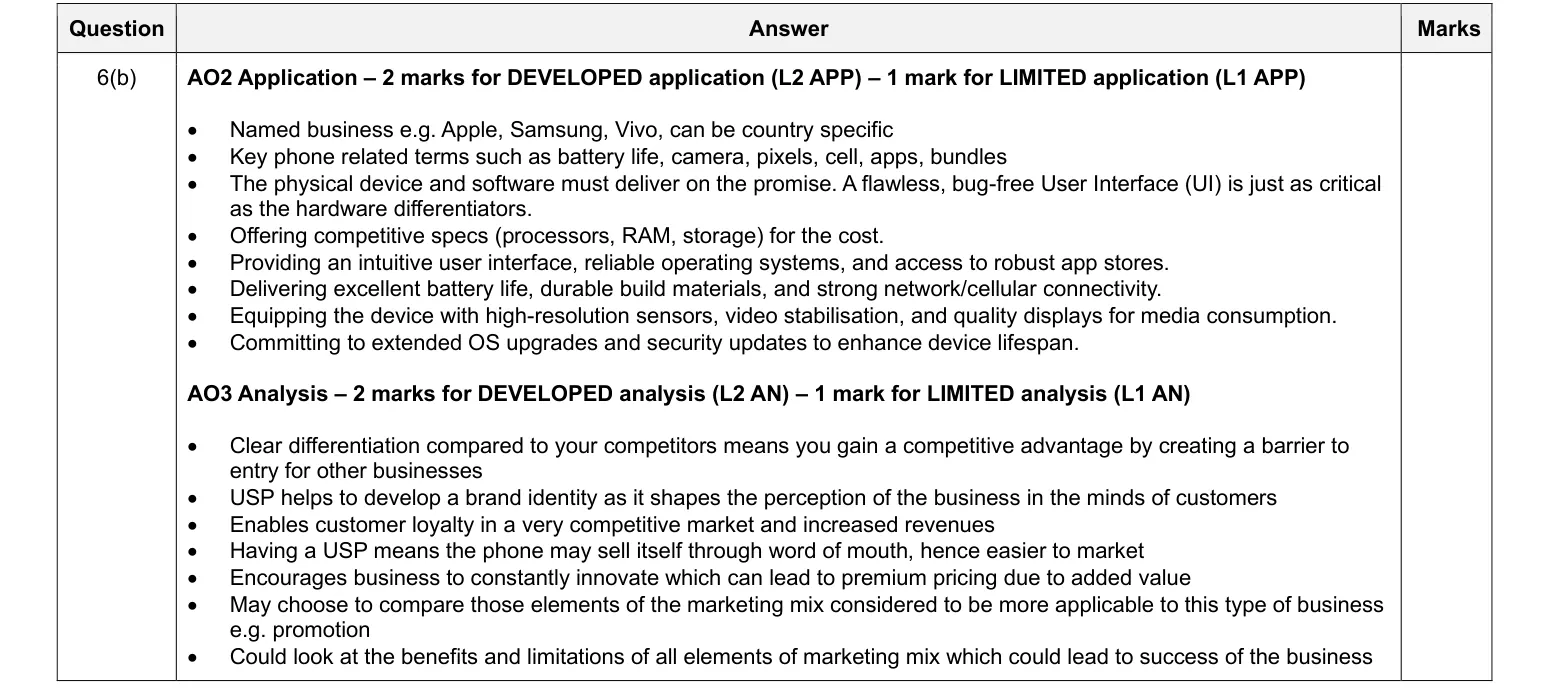 Question Answer Marks
6(b) AO2 Application – 2 marks for DEVELOPED application (L2 APP) – 1 mark for LIMITED application (L1 APP)
• Named business e.g. Apple, Samsung, Vivo, can be country specific
• Key phone related terms such as battery life, camera, pixels, cell, apps, bundles
• The physical device and software must deliver on the promise. A flawless, bug-free User Interface (UI) is just as critical
as the hardware differentiators.
• Offering competitive specs (processors, RAM, storage) for the cost.
• Providing an intuitive user interface, reliable operating systems, and access to robust app stores.
• Delivering excellent battery life, durable build materials, and strong network/cellular connectivity.
• Equipping the device with high-resolution sensors, video stabilisation, and quality displays for media consumption.
• Committing to extended OS upgrades and security updates to enhance device lifespan.
AO3 Analysis – 2 marks for DEVELOPED analysis (L2 AN) – 1 mark for LIMITED analysis (L1 AN)
• Clear differentiation compared to your competitors means you gain a competitive advantage by creating a barrier to
entry for other businesses
• USP helps to develop a brand identity as it shapes the perception of the business in the minds of customers
• Enables customer loyalty in a very competitive market and increased revenues
• Having a USP means the phone may sell itself through word of mouth, hence easier to market
• Encourages business to constantly innovate which can lead to premium pricing due to added value
• May choose to compare those elements of the marketing mix considered to be more applicable to this type of business
e.g. promotion
• Could look at the benefits and limitations of all elements of marketing mix which could lead to success of the business